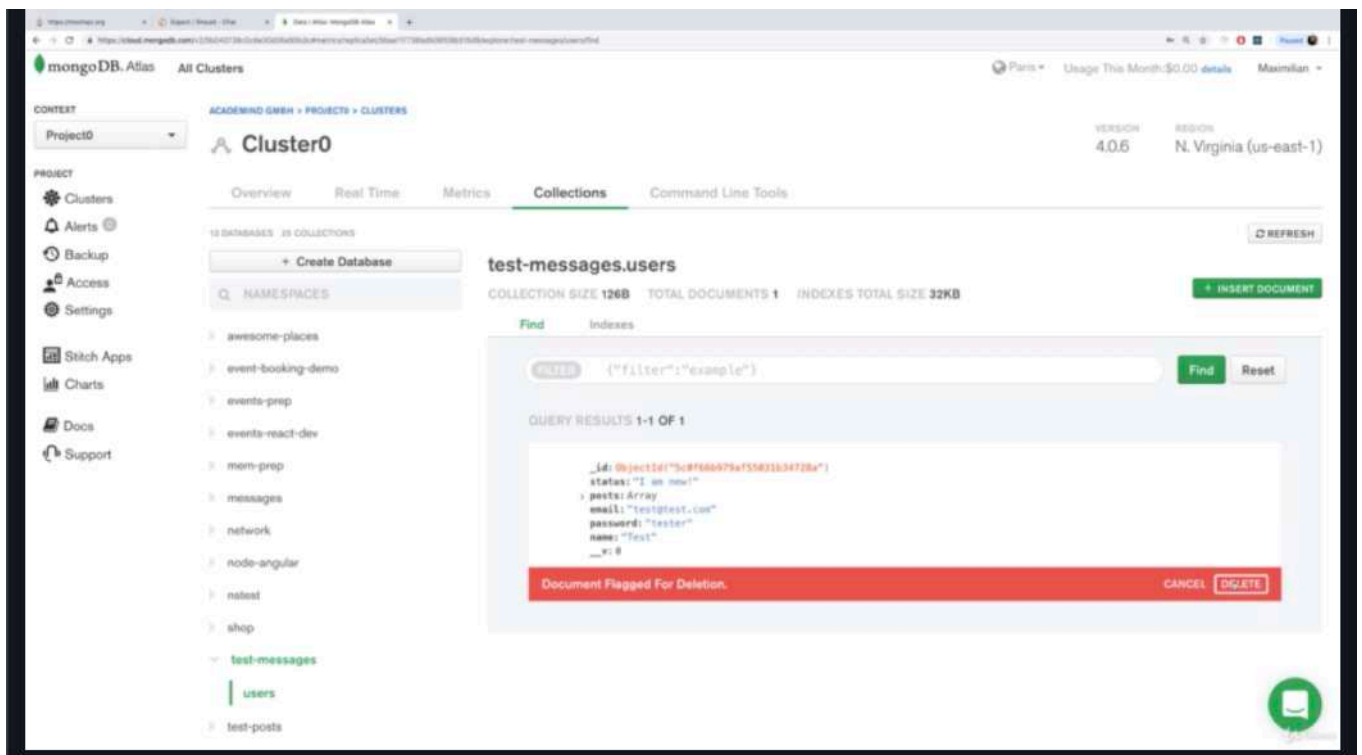 mongoDB. Atlas All Clusters
Paris Usage This Month:$0.00 details Maximilian
CONTEXT
Project0
PROJECT
Clusters
Alerts
Backup
Access
Settings
Stitch Apps
Charts
Docs
Support
ACADEMIND GMBH > PROJECT0 > CLUSTERS
Cluster0
VERSION
4.0.6
REGION
N. Virginia (us-east-1)
Overview Real Time Metrics Collections Command Line Tools
DATABASES COLLECTIONS
REFRESH
+ Create Database
NAMESPACES
awesome-places
event-booking-demo
events-prep
events-react-dev
mern-prep
messages
network
node-angular
nstest
shop
test-messages
users
test-posts
test-messages.users
COLLECTION SIZE 126B TOTAL DOCUMENTS 1 INDEXES TOTAL SIZE 32KB
+ INSERT DOCUMENT
Find Indexes
FILTER {"filter":"example"}
Find Reset
QUERY RESULTS 1-1 OF 1
_id:
status:"I am new!"
> posts:Array
email:"test@test.com"
password:"tester"
name:"Test"
__v:0
Document Flagged For Deletion.
CANCEL DELETE